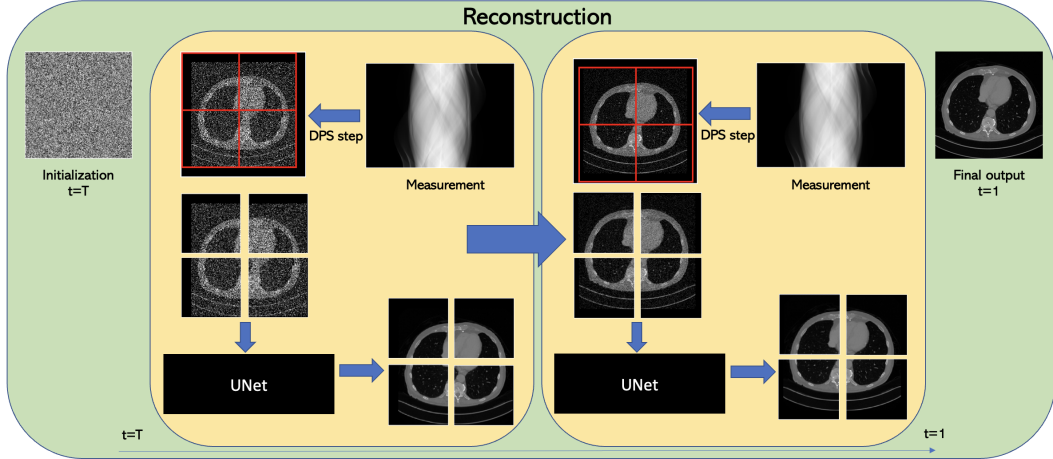 Reconstruction
Initialization
t=T
DPS step
Measurement
UNet
DPS step
Measurement
UNet
Final output
t=1
t=T
t=1